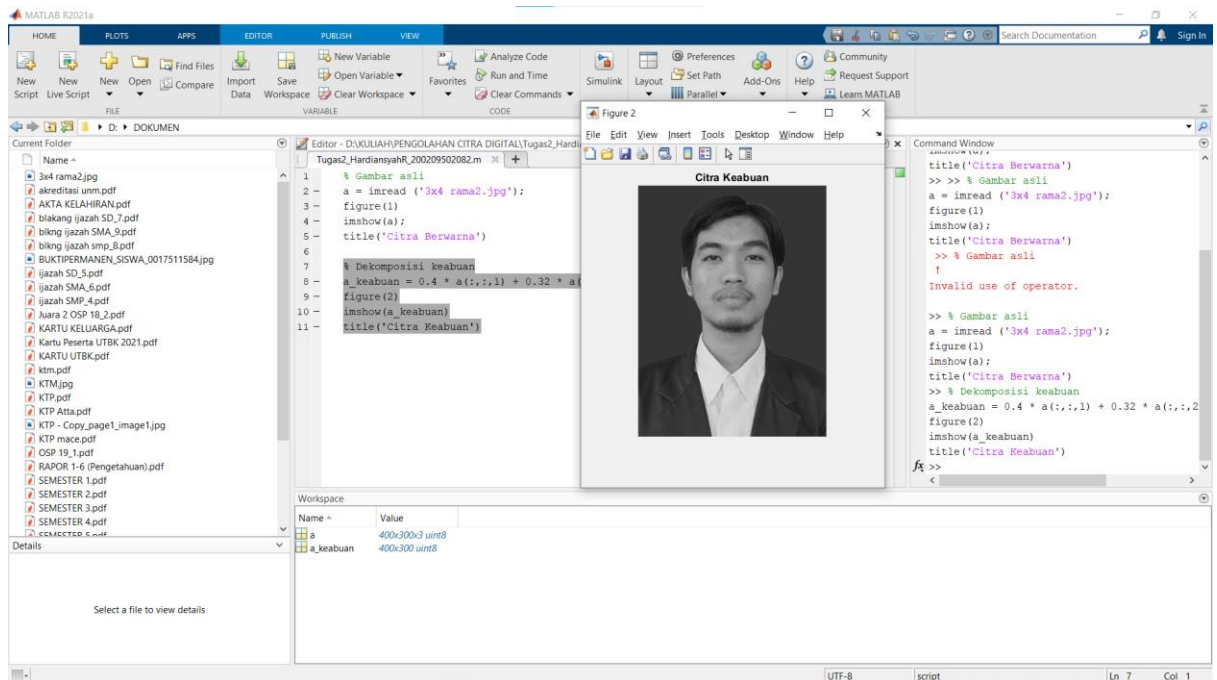 MATLAB R2021a
HOME PLOTS APPS EDITOR PUBLISH VIEW
Search Documentation
Sign In
New Script
New Live Script
New
Open
Find Files
Compare
FILE
Import Data
Save Workspace
New Variable
Open Variable
Clear Workspace
VARIABLE
Favorites
Analyze Code
Run and Time
Clear Commands
CODE
Simulink
Layout
Preferences
Set Path
Parallel
Add-Ons
Help
Community
Request Support
Learn MATLAB
D: DOKUMEN
Current Folder
Name
3x4 rama2.jpg
akreditasi unm.pdf
AKTA KELAHIRAN.pdf
blakang ijazah SD_7.pdf
blkng ijazah SMA_9.pdf
blkng ijazah smp_8.pdf
BUKTIPERMANEN_SISWA_0017511584.jpg
ijazah SD_5.pdf
ijazah SMA_6.pdf
ijazah SMP_4.pdf
Juara 2 OSP 18_2.pdf
KARTU KELUARGA.pdf
Kartu Peserta UTBK 2021.pdf
KARTU UTBK.pdf
ktm.pdf
KTM.jpg
KTP.pdf
KTP Atta.pdf
KTP - Copy_page1_image1.jpg
KTP mace.pdf
OSP 19_1.pdf
RAPOR 1-6 (Pengetahuan).pdf
SEMESTER 1.pdf
SEMESTER 2.pdf
SEMESTER 3.pdf
SEMESTER 4.pdf
SEMESTER 5.pdf
Details
Select a file to view details
Editor - D:\KULIAH\PENGOLAHAN CITRA DIGITAL\Tugas2_Hardi
Tugas2_HardiansyahR_200209502082.m
1 % Gambar asli
2 - a = imread ('3x4 rama2.jpg');
3 - figure(1)
4 - imshow(a);
5 - title('Citra Berwarna')
6
7 % Dekomposisi keabuan
8 - a_keabuan = 0.4 * a(:,:,1) + 0.32 * a(
9 - figure(2)
10 - imshow(a_keabuan)
11 - title('Citra Keabuan')
Figure 2
File Edit View Insert Tools Desktop Window Help
Citra Keabuan
Command Window
title('Citra Berwarna')
>> >> % Gambar asli
a = imread ('3x4 rama2.jpg');
figure(1)
imshow(a);
title('Citra Berwarna')
>> % Gambar asli
↑
Invalid use of operator.
>> % Gambar asli
a = imread ('3x4 rama2.jpg');
figure(1)
imshow(a);
title('Citra Berwarna')
>> % Dekomposisi keabuan
a_keabuan = 0.4 * a(:,:,1) + 0.32 * a(:,:,2
figure(2)
imshow(a_keabuan)
title('Citra Keabuan')
fx >>
Workspace
Name Value
a 400x300x3 uint8
a_keabuan 400x300 uint8
UTF-8 script Ln 7 Col 1